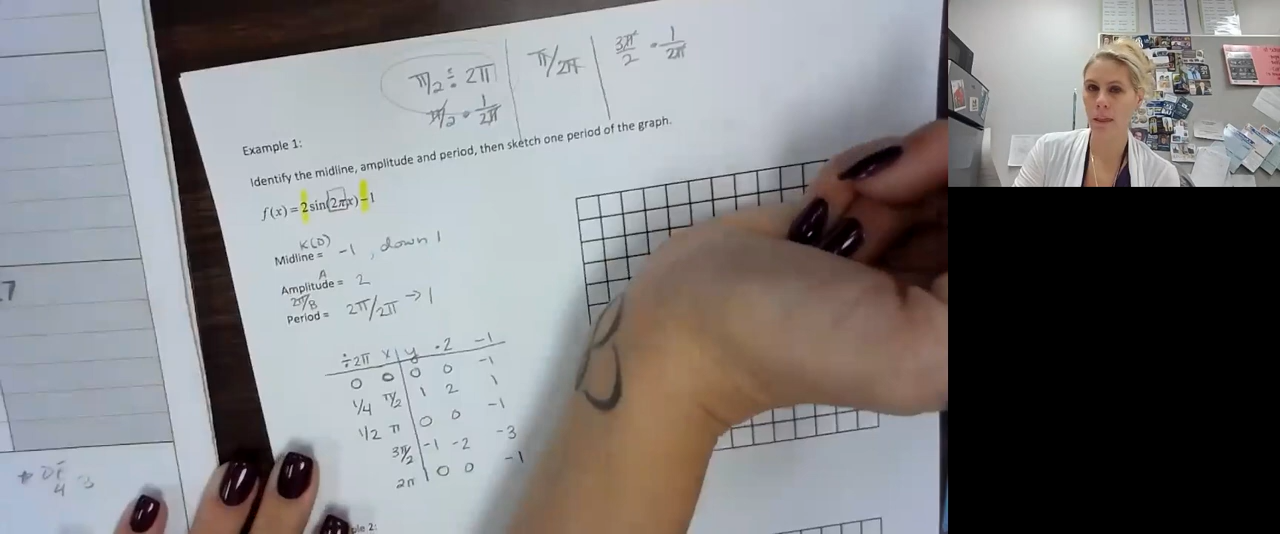 π/2 ÷ 2π | π/2π | 3π/2 · 1/2π
π/2 · 1/2π
Example 1:
Identify the midline, amplitude and period, then sketch one period of the graph.
f(x) = 2 sin(2πx) − 1
K(D)
Midline = -1 , down 1
A
Amplitude = 2
2π/B
Period = 2π/2π → 1
÷2π x y ·2 -1
0 0 0 0 -1
1/4 π/2 1 2 1
1/2 π 0 0 -1
3π/2 -1 -2 -3
2π 0 0 -1
ple 2:
7